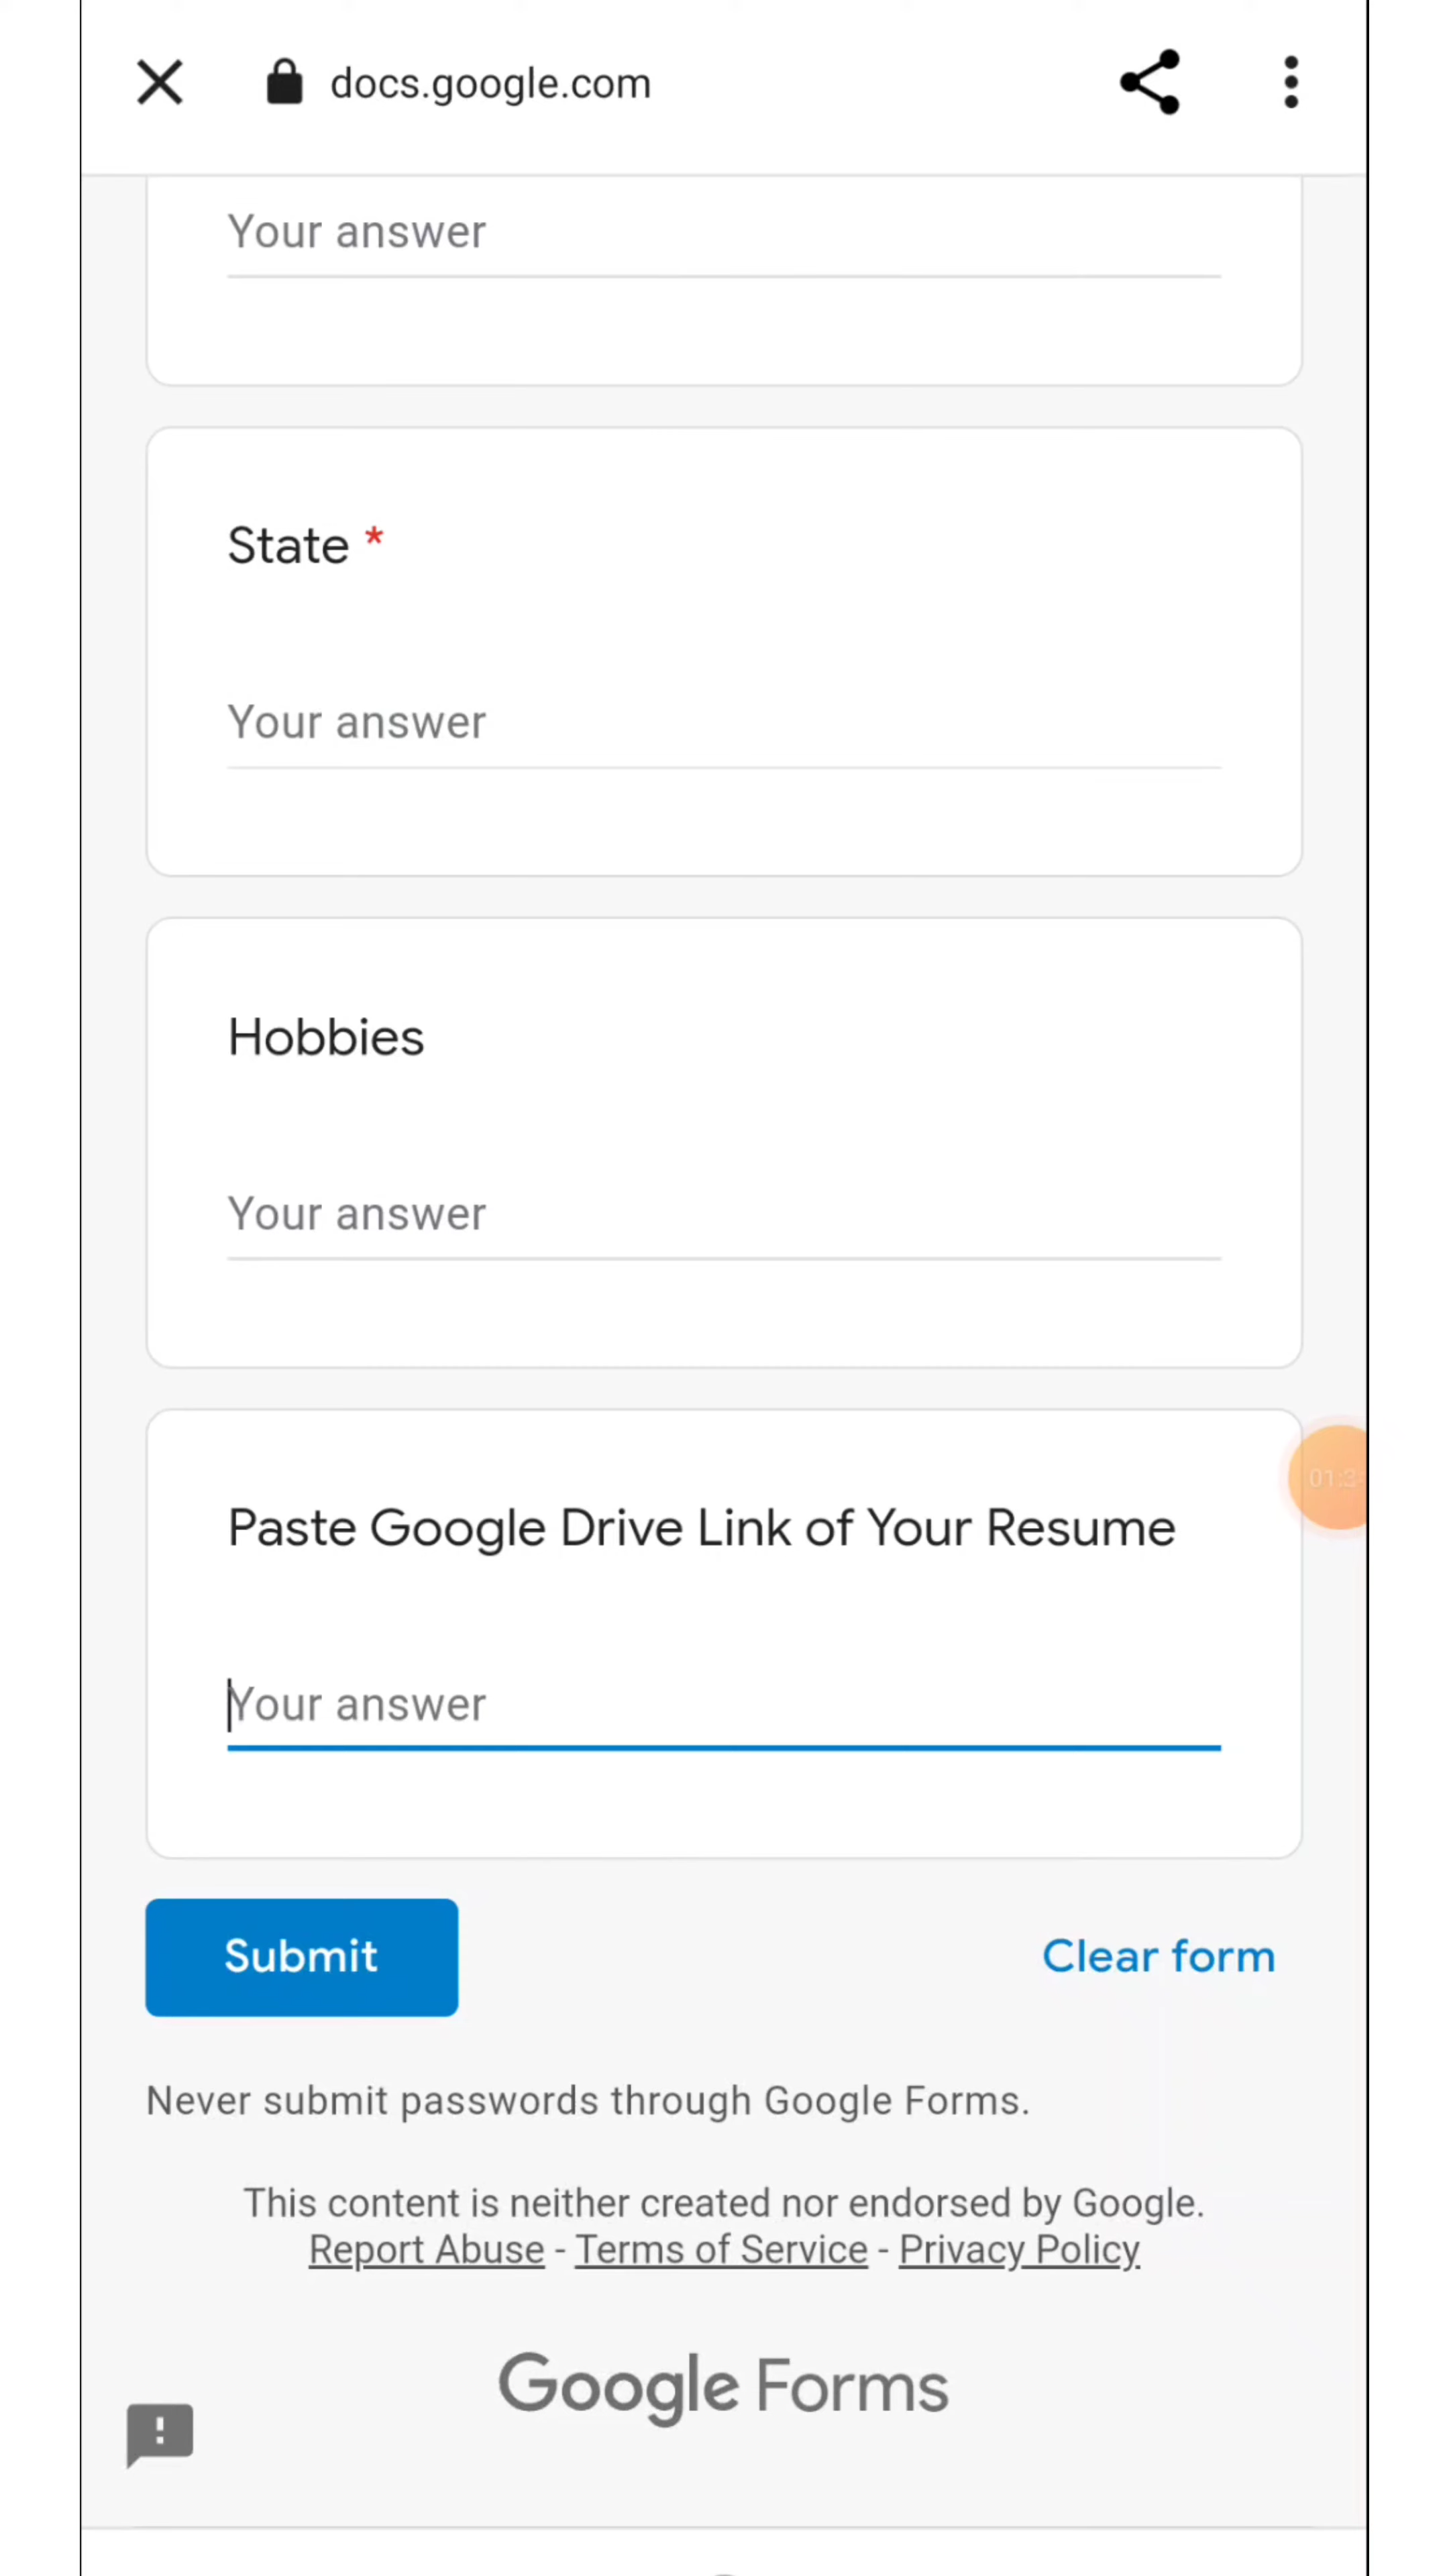 docs.google.com
Your answer
State *
Your answer
Hobbies
Your answer
Paste Google Drive Link of Your Resume
Your answer
Submit
Clear form
Never submit passwords through Google Forms.
This content is neither created nor endorsed by Google.
Report Abuse - Terms of Service - Privacy Policy
Google Forms